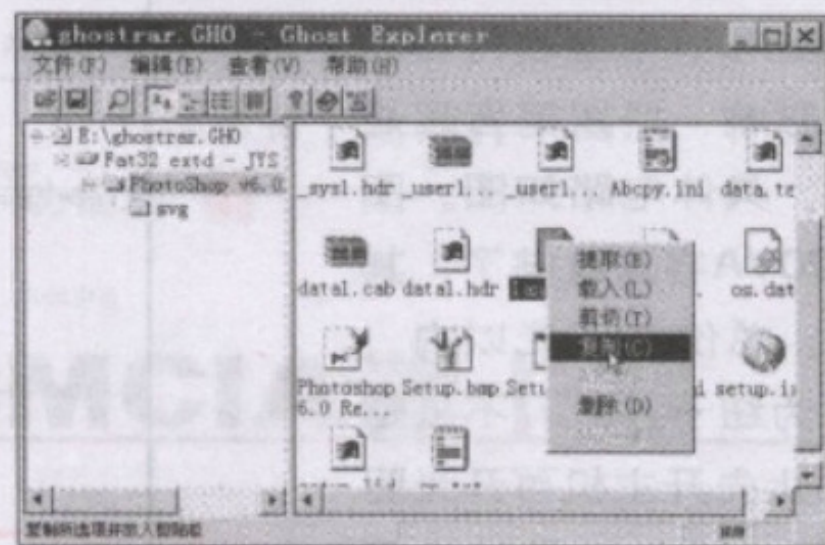 ghostrar.GHO - Ghost Explorer
文件(F) 编辑(E) 查看(V) 帮助(H)
E:\ghostrar.GHO
Fat32 extd - JYS
PhotoShop v6.0
svg
_sys1.hdr _user1... _user1... Abcpy.ini data.ta
data1.cab data1.hdr os.dat
提取(E)
载入(L)
剪切(T)
复制(C)
删除(D)
Photoshop 6.0 Re... Setup.bmp Setu setup.in
复制所选项并放入剪贴板